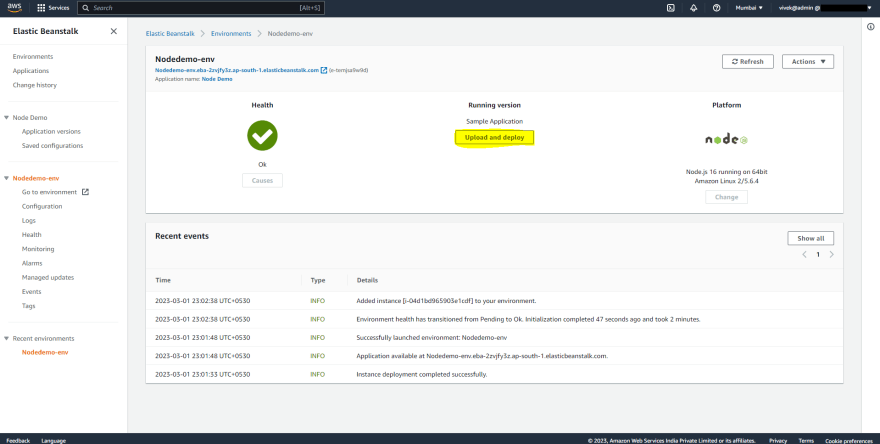 aws
Services
Search
[Alt+S]
Mumbai
vivek@admin @
Elastic Beanstalk
Environments
Applications
Change history
Node Demo
Application versions
Saved configurations
Nodedemo-env
Go to environment
Configuration
Logs
Health
Monitoring
Alarms
Managed updates
Events
Tags
Recent environments
Nodedemo-env
Elastic Beanstalk > Environments > Nodedemo-env
Nodedemo-env
Nodedemo-env.eba-2zvjfy3z.ap-south-1.elasticbeanstalk.com
Application name: Node Demo
Refresh
Actions
Health
Ok
Causes
Running version
Sample Application
Upload and deploy
Platform
node
Node.js 16 running on 64bit
Amazon Linux 2/5.6.4
Change
Recent events
Show all
< 1 >
Time Type Details
2023-03-01 23:02:38 UTC+0530 INFO Added instance [i-04d1bd965903e1cdf] to your environment.
2023-03-01 23:02:38 UTC+0530 INFO Environment health has transitioned from Pending to Ok. Initialization completed 47 seconds ago and took 2 minutes.
2023-03-01 23:01:48 UTC+0530 INFO Successfully launched environment: Nodedemo-env
2023-03-01 23:01:48 UTC+0530 INFO Application available at Nodedemo-env.eba-2zvjfy3z.ap-south-1.elasticbeanstalk.com.
2023-03-01 23:01:33 UTC+0530 INFO Instance deployment completed successfully.
Feedback Language
© 2023, Amazon Web Services India Private Limited or its affiliates. Privacy Terms Cookie preferences